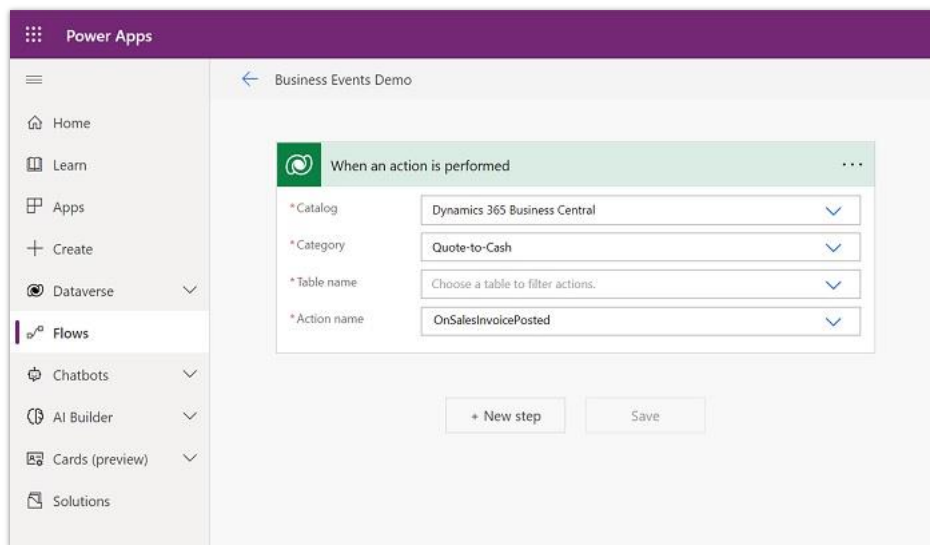 Power Apps
Business Events Demo
Home
Learn
Apps
Create
Dataverse
Flows
Chatbots
AI Builder
Cards (preview)
Solutions
When an action is performed
*Catalog
Dynamics 365 Business Central
*Category
Quote-to-Cash
*Table name
Choose a table to filter actions.
*Action name
OnSalesInvoicePosted
+ New step
Save